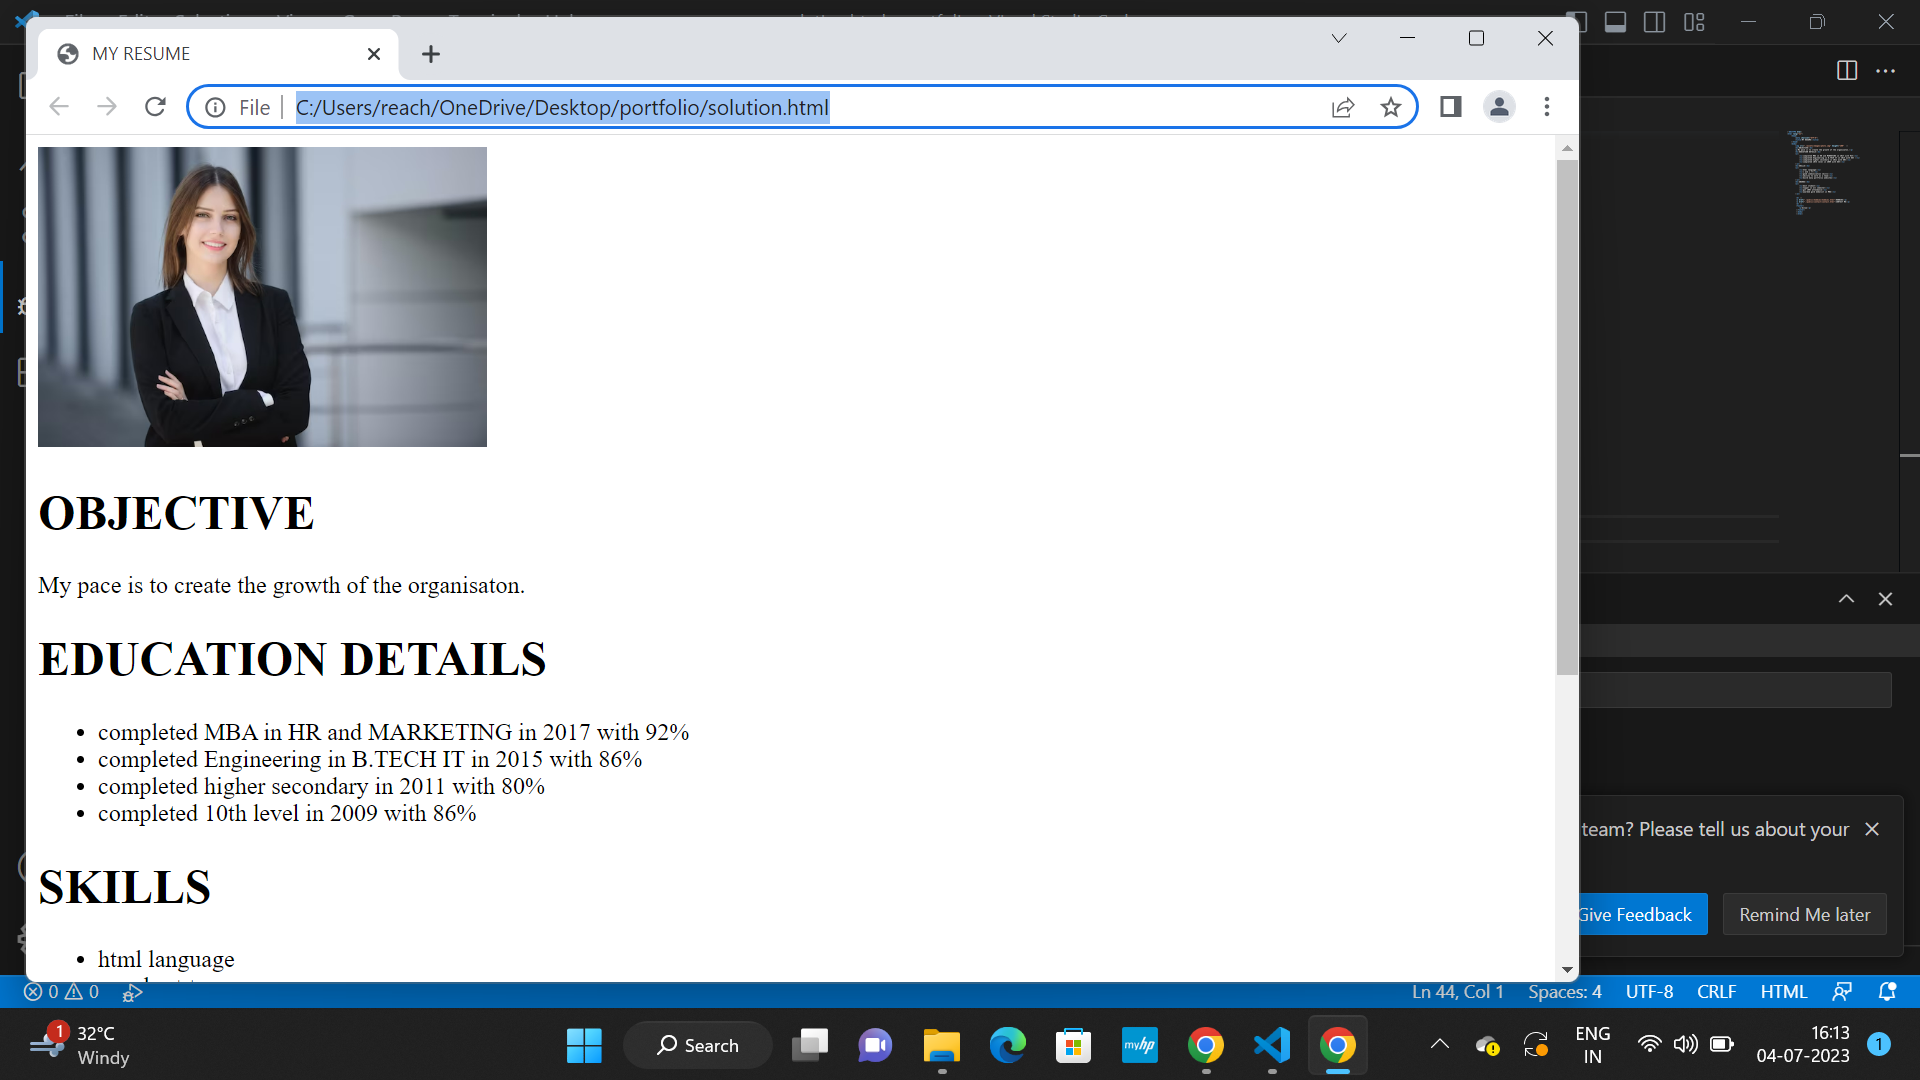 MY RESUME
File
C:/Users/reach/OneDrive/Desktop/portfolio/solution.html
OBJECTIVE
My pace is to create the growth of the organisaton.
EDUCATION DETAILS
completed MBA in HR and MARKETING in 2017 with 92%
completed Engineering in B.TECH IT in 2015 with 86%
completed higher secondary in 2011 with 80%
completed 10th level in 2009 with 86%
SKILLS
html language
team? Please tell us about your
Give Feedback
Remind Me later
0 0
Ln 44, Col 1
Spaces: 4
UTF-8
CRLF
HTML
1
32°C
Windy
Search
myhp
ENG
IN
16:13
04-07-2023
1